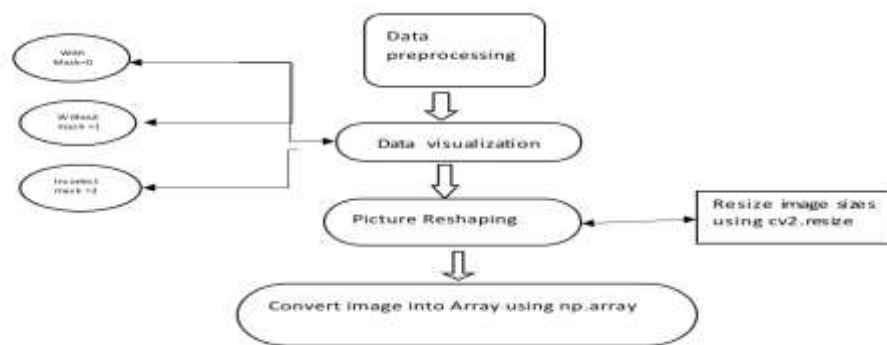 Data
preprocessing
With
Mask=0
Without
mask =1
Data visualization
mask =2
Picture Reshaping
Resize image sizes
using cv2.resize
Convert image into Array using np.array